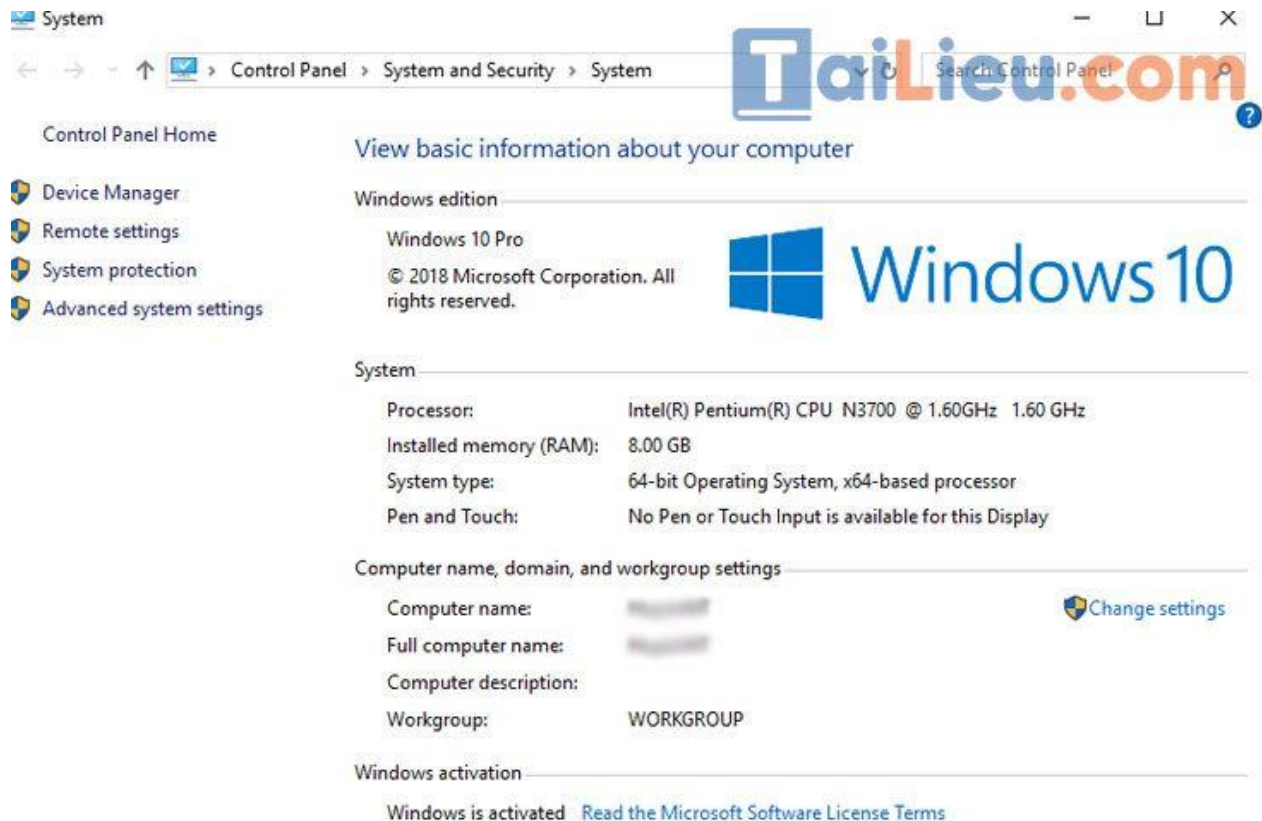 System
Control Panel > System and Security > System
Search Control Panel
TaiLieu.com
?
Control Panel Home
Device Manager
Remote settings
System protection
Advanced system settings
View basic information about your computer
Windows edition
Windows 10 Pro
© 2018 Microsoft Corporation. All
rights reserved.
Windows 10
System
Processor: Intel(R) Pentium(R) CPU N3700 @ 1.60GHz 1.60 GHz
Installed memory (RAM): 8.00 GB
System type: 64-bit Operating System, x64-based processor
Pen and Touch: No Pen or Touch Input is available for this Display
Computer name, domain, and workgroup settings
Computer name:
Change settings
Full computer name:
Computer description:
Workgroup: WORKGROUP
Windows activation
Windows is activated Read the Microsoft Software License Terms